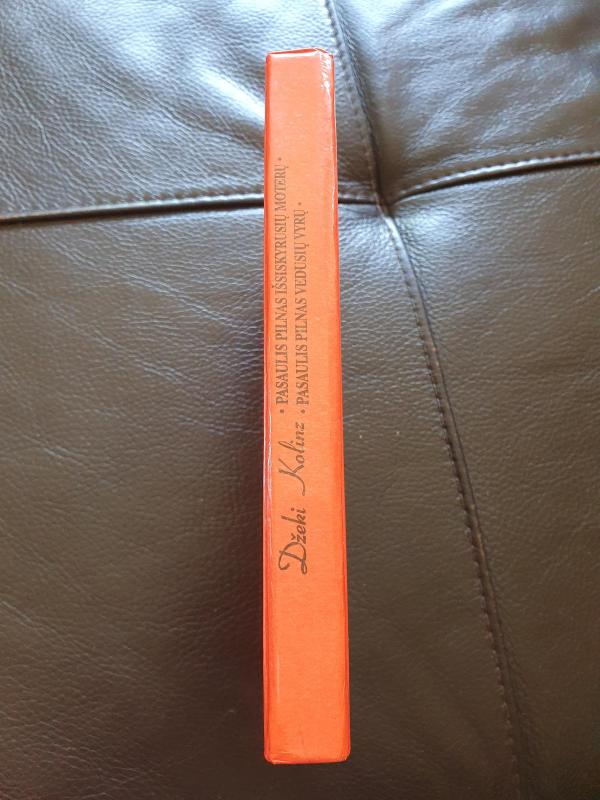 Džeki Kolinz
• PASAULIS PILNAS IŠSISKYRUSIŲ MOTERŲ •
• PASAULIS PILNAS VEDUSIŲ VYRŲ •